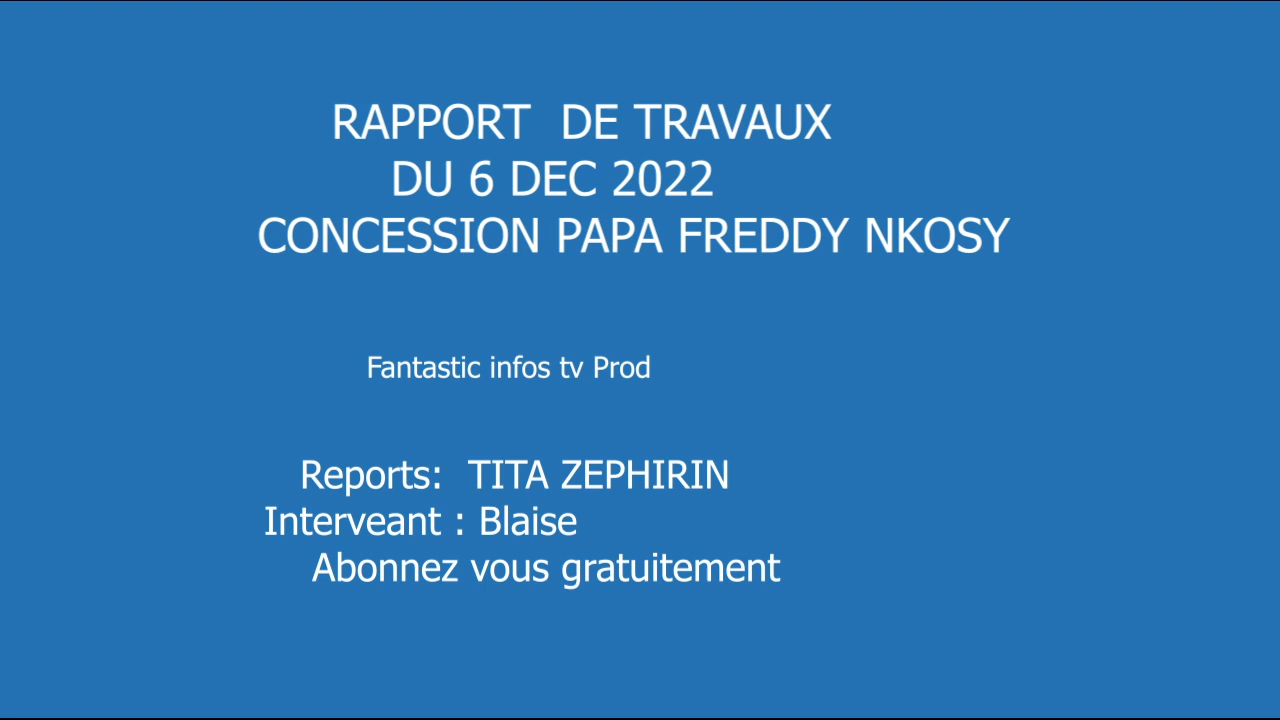 RAPPORT DE TRAVAUX
DU 6 DEC 2022
CONCESSION PAPA FREDDY NKOSY
Fantastic infos tv Prod
Reports: TITA ZEPHIRIN
Interveant : Blaise
Abonnez vous gratuitement